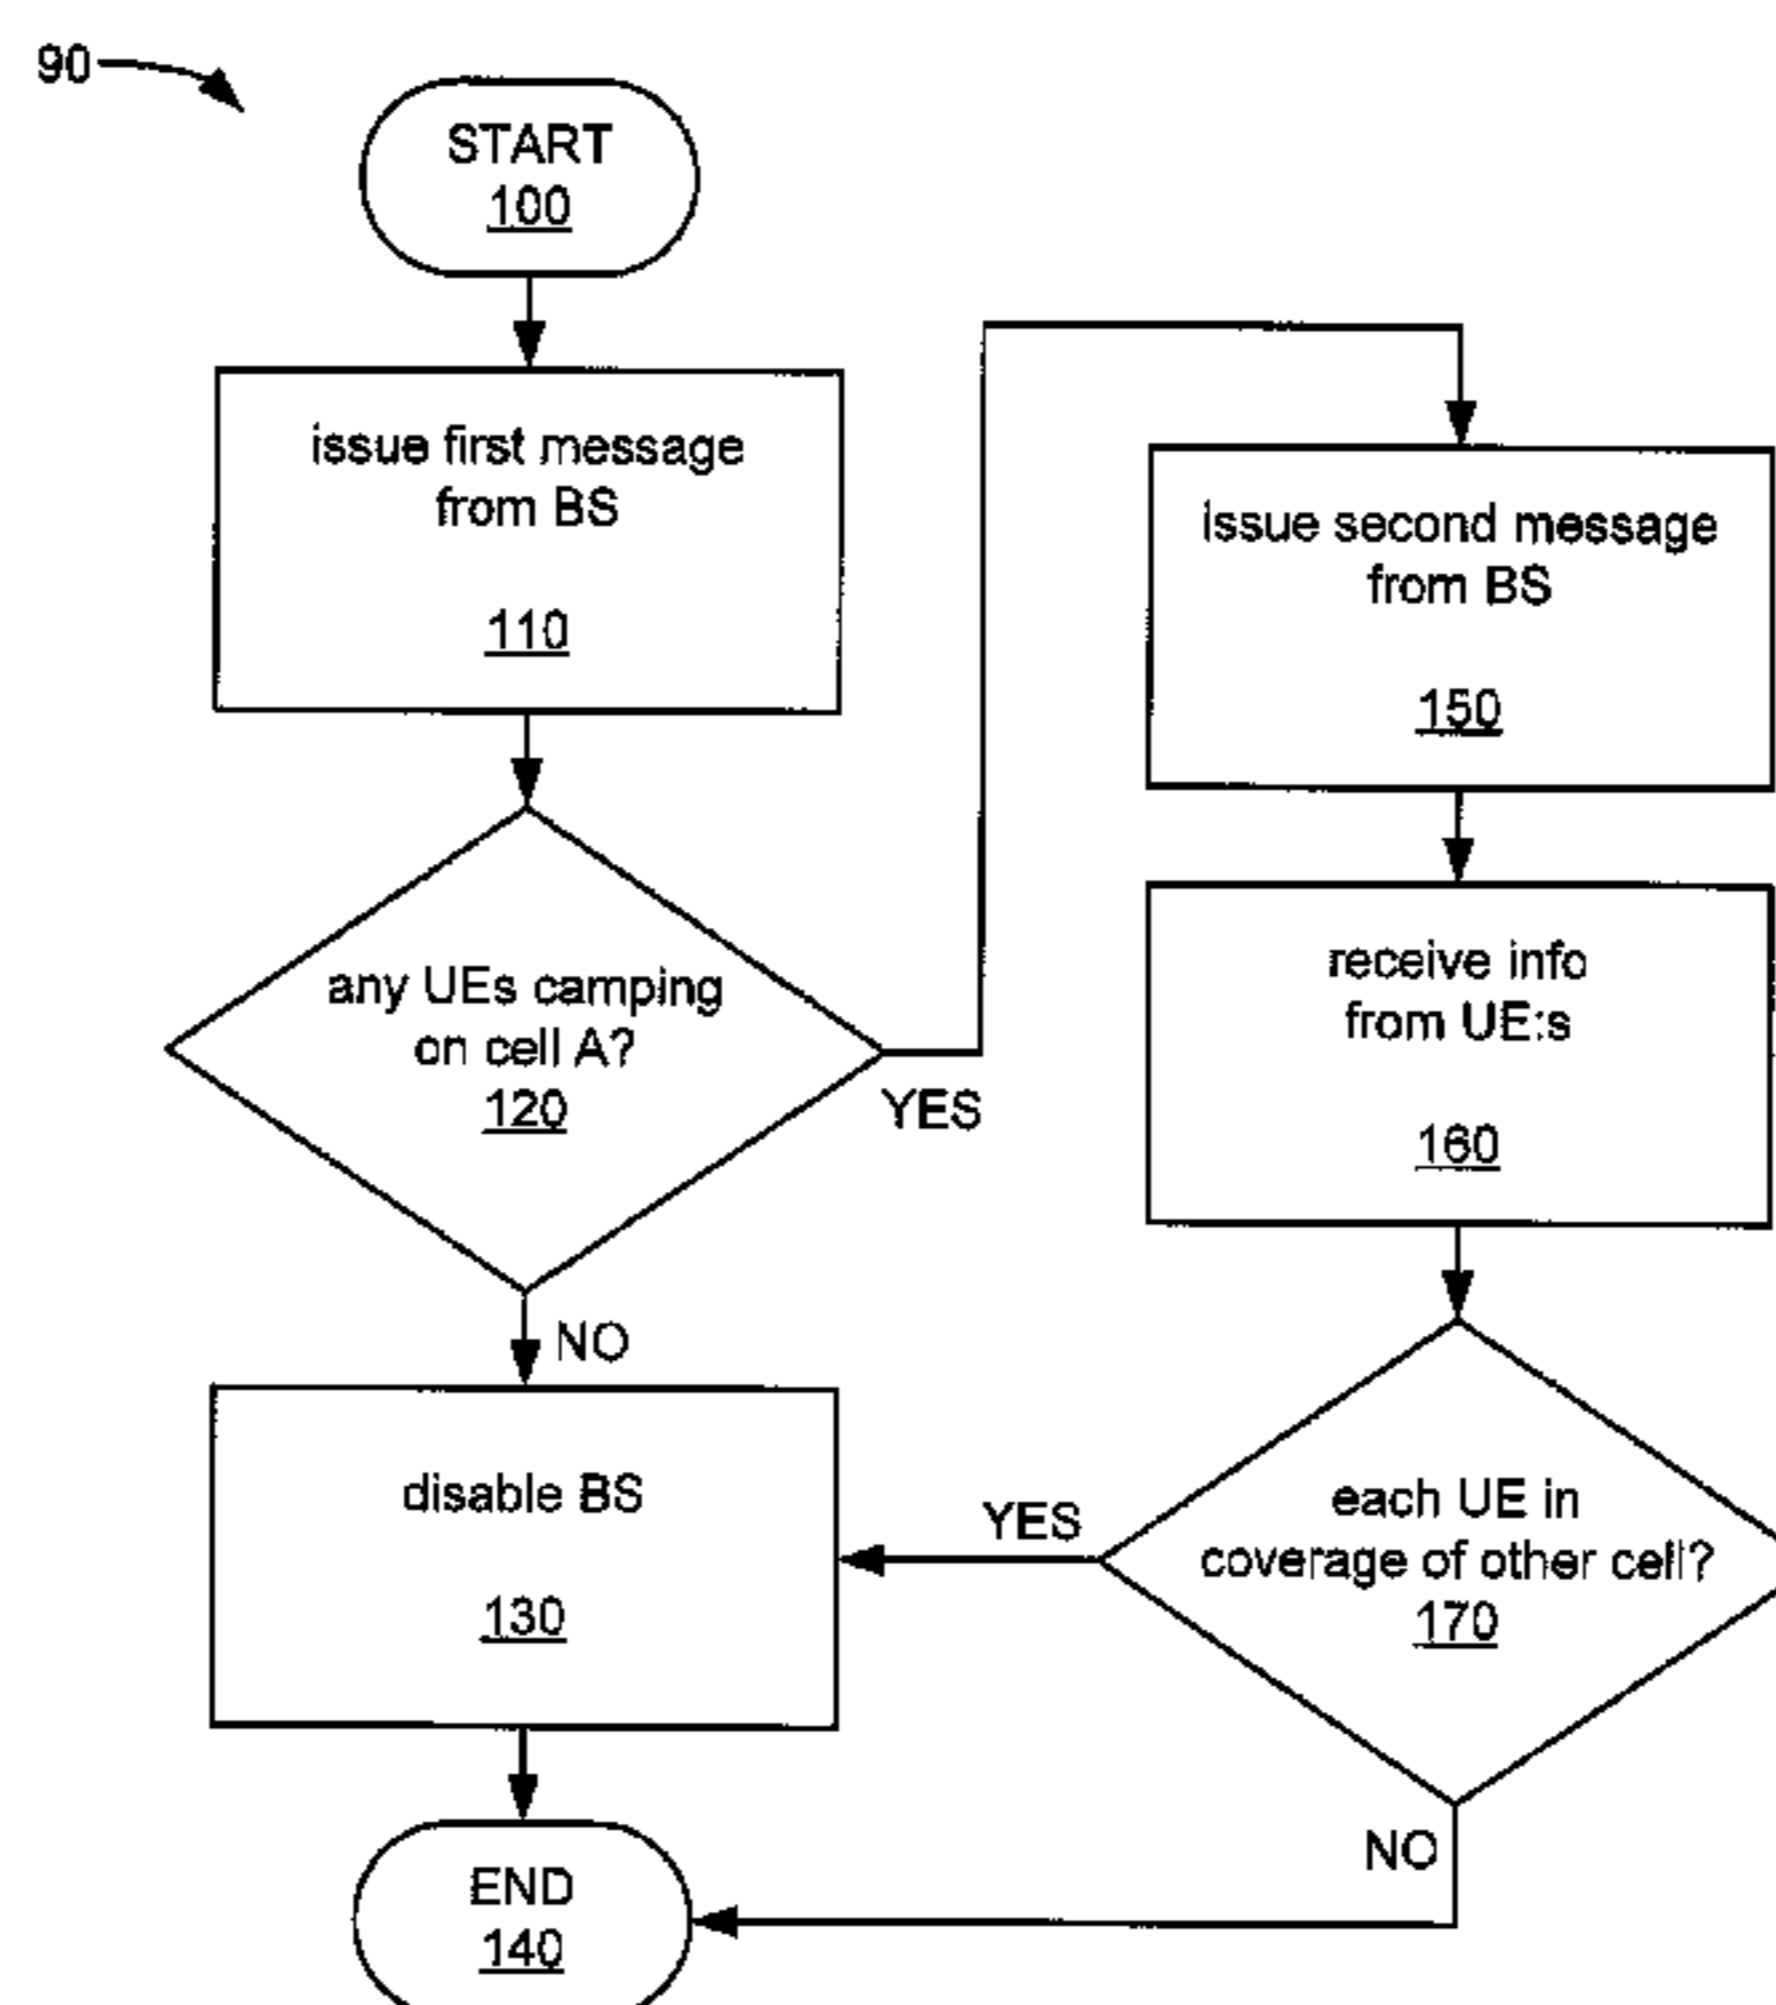 90
START
100
issue first message
from BS
110
any UEs camping
on cell A?
120
YES
NO
disable BS
130
END
140
issue second message
from BS
150
receive info
from UE:s
160
each UE in
coverage of other cell?
170
YES
NO